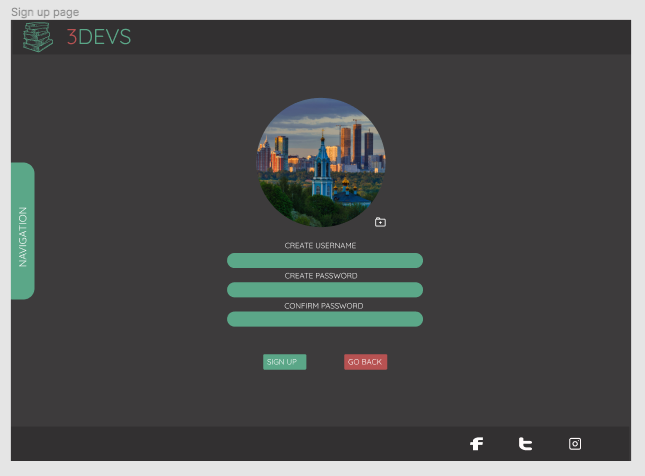 Sign up page
3DEVS
NAVIGATION
CREATE USERNAME
CREATE PASSWORD
CONFIRM PASSWORD
SIGN UP
GO BACK